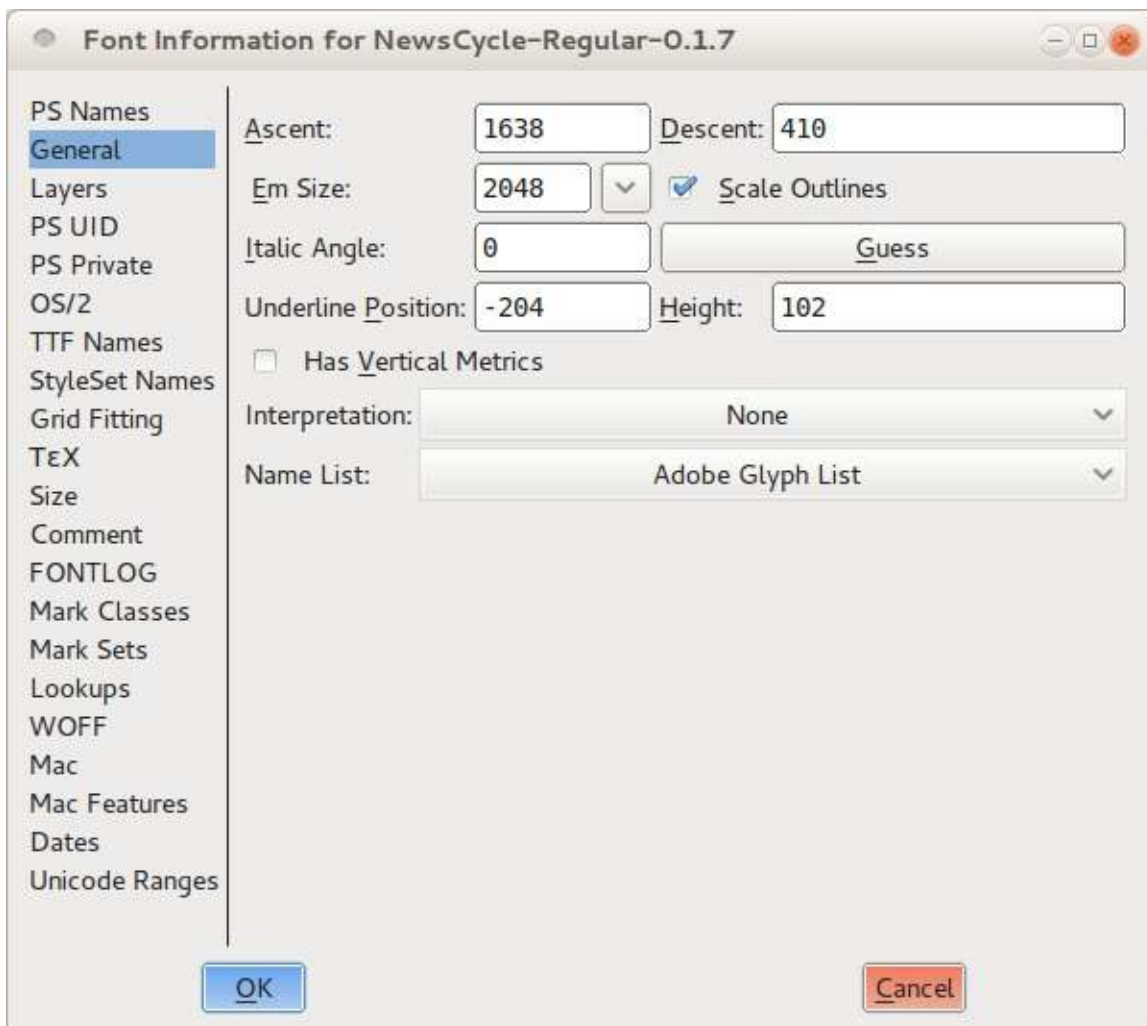 Font Information for NewsCycle-Regular-0.1.7
PS Names
General
Layers
PS UID
PS Private
OS/2
TTF Names
StyleSet Names
Grid Fitting
TεX
Size
Comment
FONTLOG
Mark Classes
Mark Sets
Lookups
WOFF
Mac
Mac Features
Dates
Unicode Ranges
Ascent: 1638 Descent: 410
Em Size: 2048 Scale Outlines
Italic Angle: 0 Guess
Underline Position: -204 Height: 102
Has Vertical Metrics
Interpretation: None
Name List: Adobe Glyph List
OK Cancel